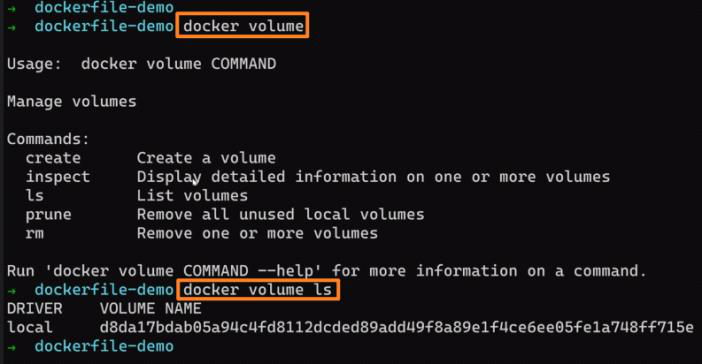 → dockerfile-demo
→ dockerfile-demo docker volume
Usage:  docker volume COMMAND
Manage volumes
Commands:
  create      Create a volume
  inspect     Display detailed information on one or more volumes
  ls          List volumes
  prune       Remove all unused local volumes
  rm          Remove one or more volumes
Run 'docker volume COMMAND --help' for more information on a command.
→ dockerfile-demo docker volume ls
DRIVER    VOLUME NAME
local     d8da17bdab05a94c4fd8112dcded89add49f8a89e1f4ce6ee05fe1a748ff715e
→ dockerfile-demo